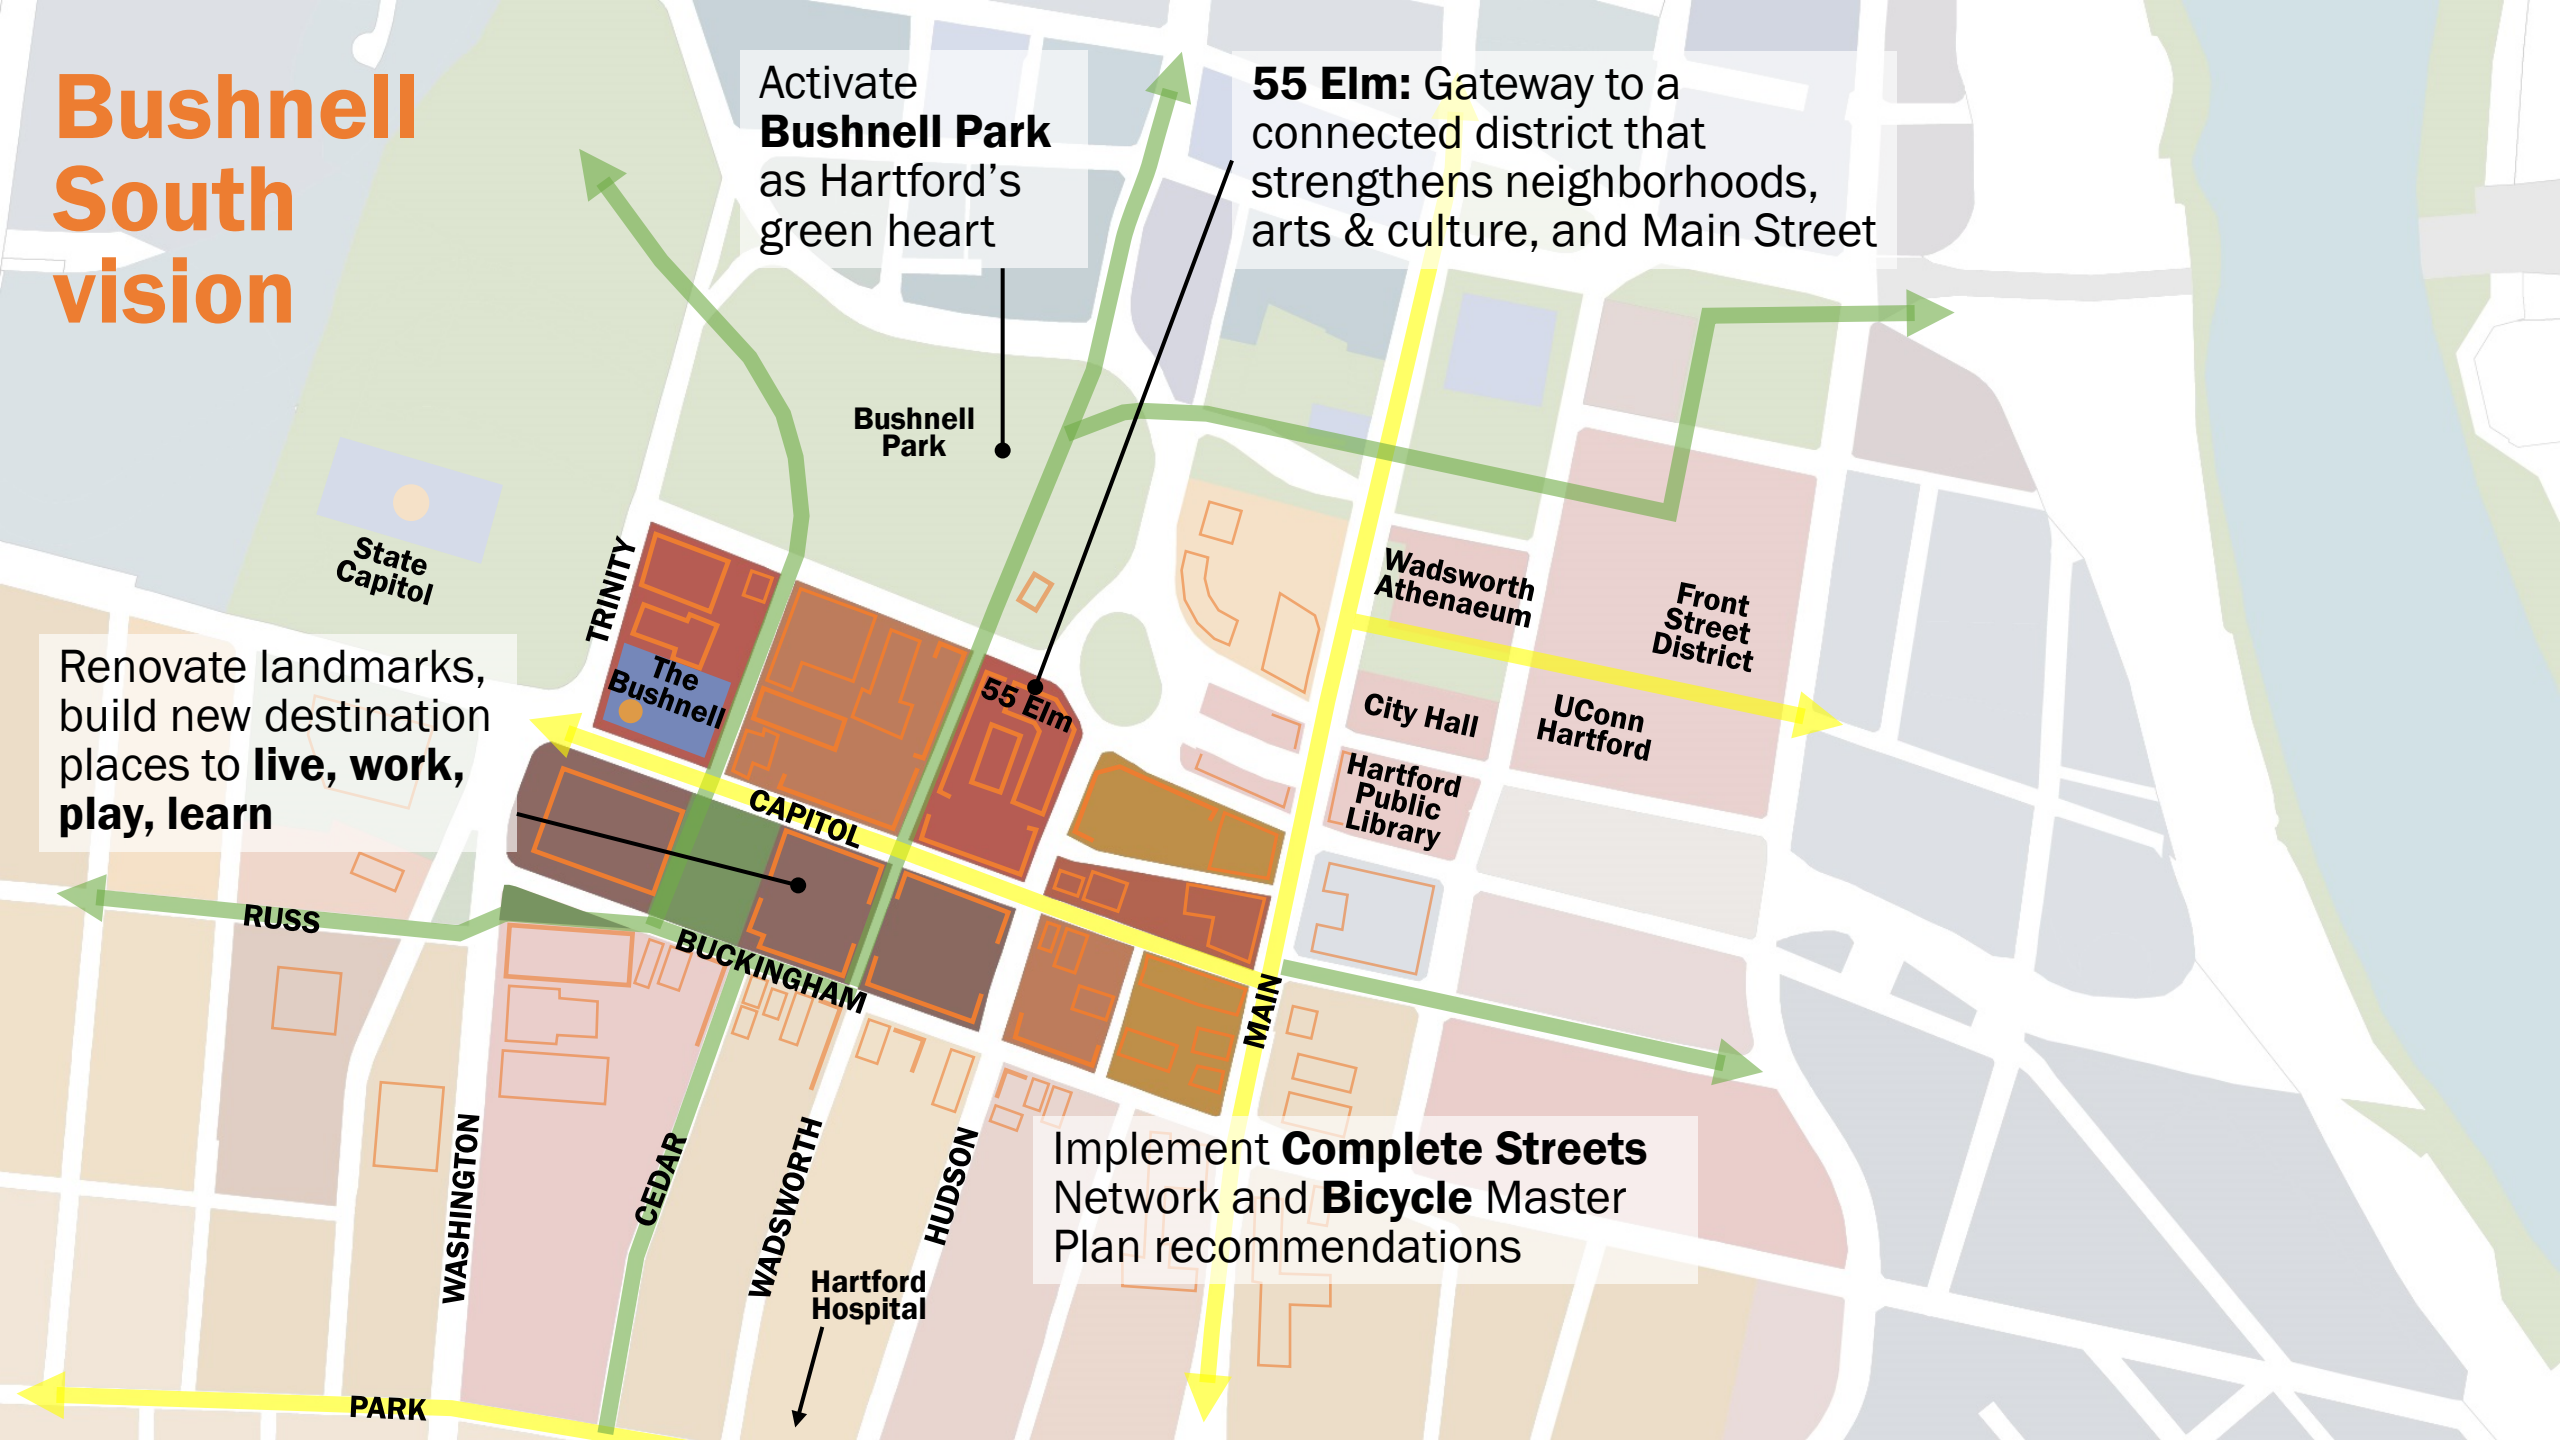 Bushnell
South
vision
Activate
Bushnell Park
as Hartford's
green heart
55 Elm: Gateway to a
connected district that
strengthens neighborhoods,
arts & culture, and Main Street
Bushnell
Park
State
Capitol
TRINITY
The
Bushnell
55 Elm
Wadsworth
Athenaeum
Front
Street
District
City Hall
UConn
Hartford
Hartford
Public
Library
Renovate landmarks,
build new destination
places to live, work,
play, learn
CAPITOL
RUSS
BUCKINGHAM
MAIN
WASHINGTON
CEDAR
WADSWORTH
HUDSON
Implement Complete Streets
Network and Bicycle Master
Plan recommendations
Hartford
Hospital
PARK